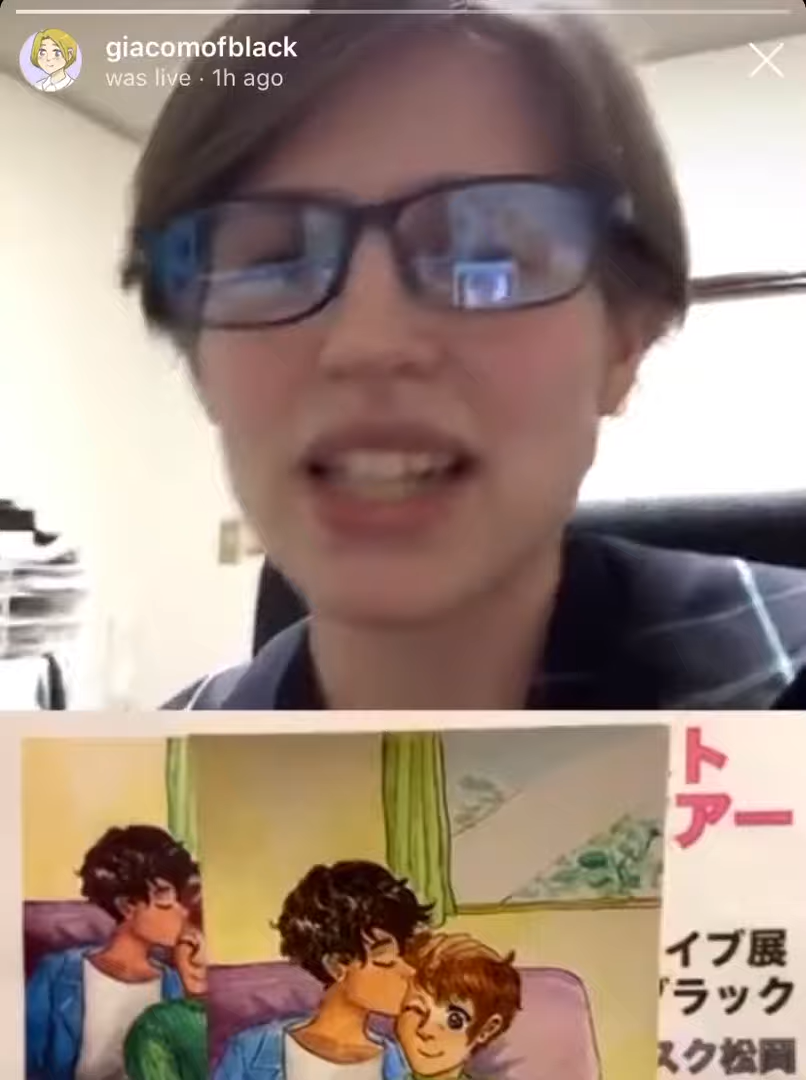 giacomofblack
was live · 1h ago
ト
アー
イブ展
ブラック
スク松岡